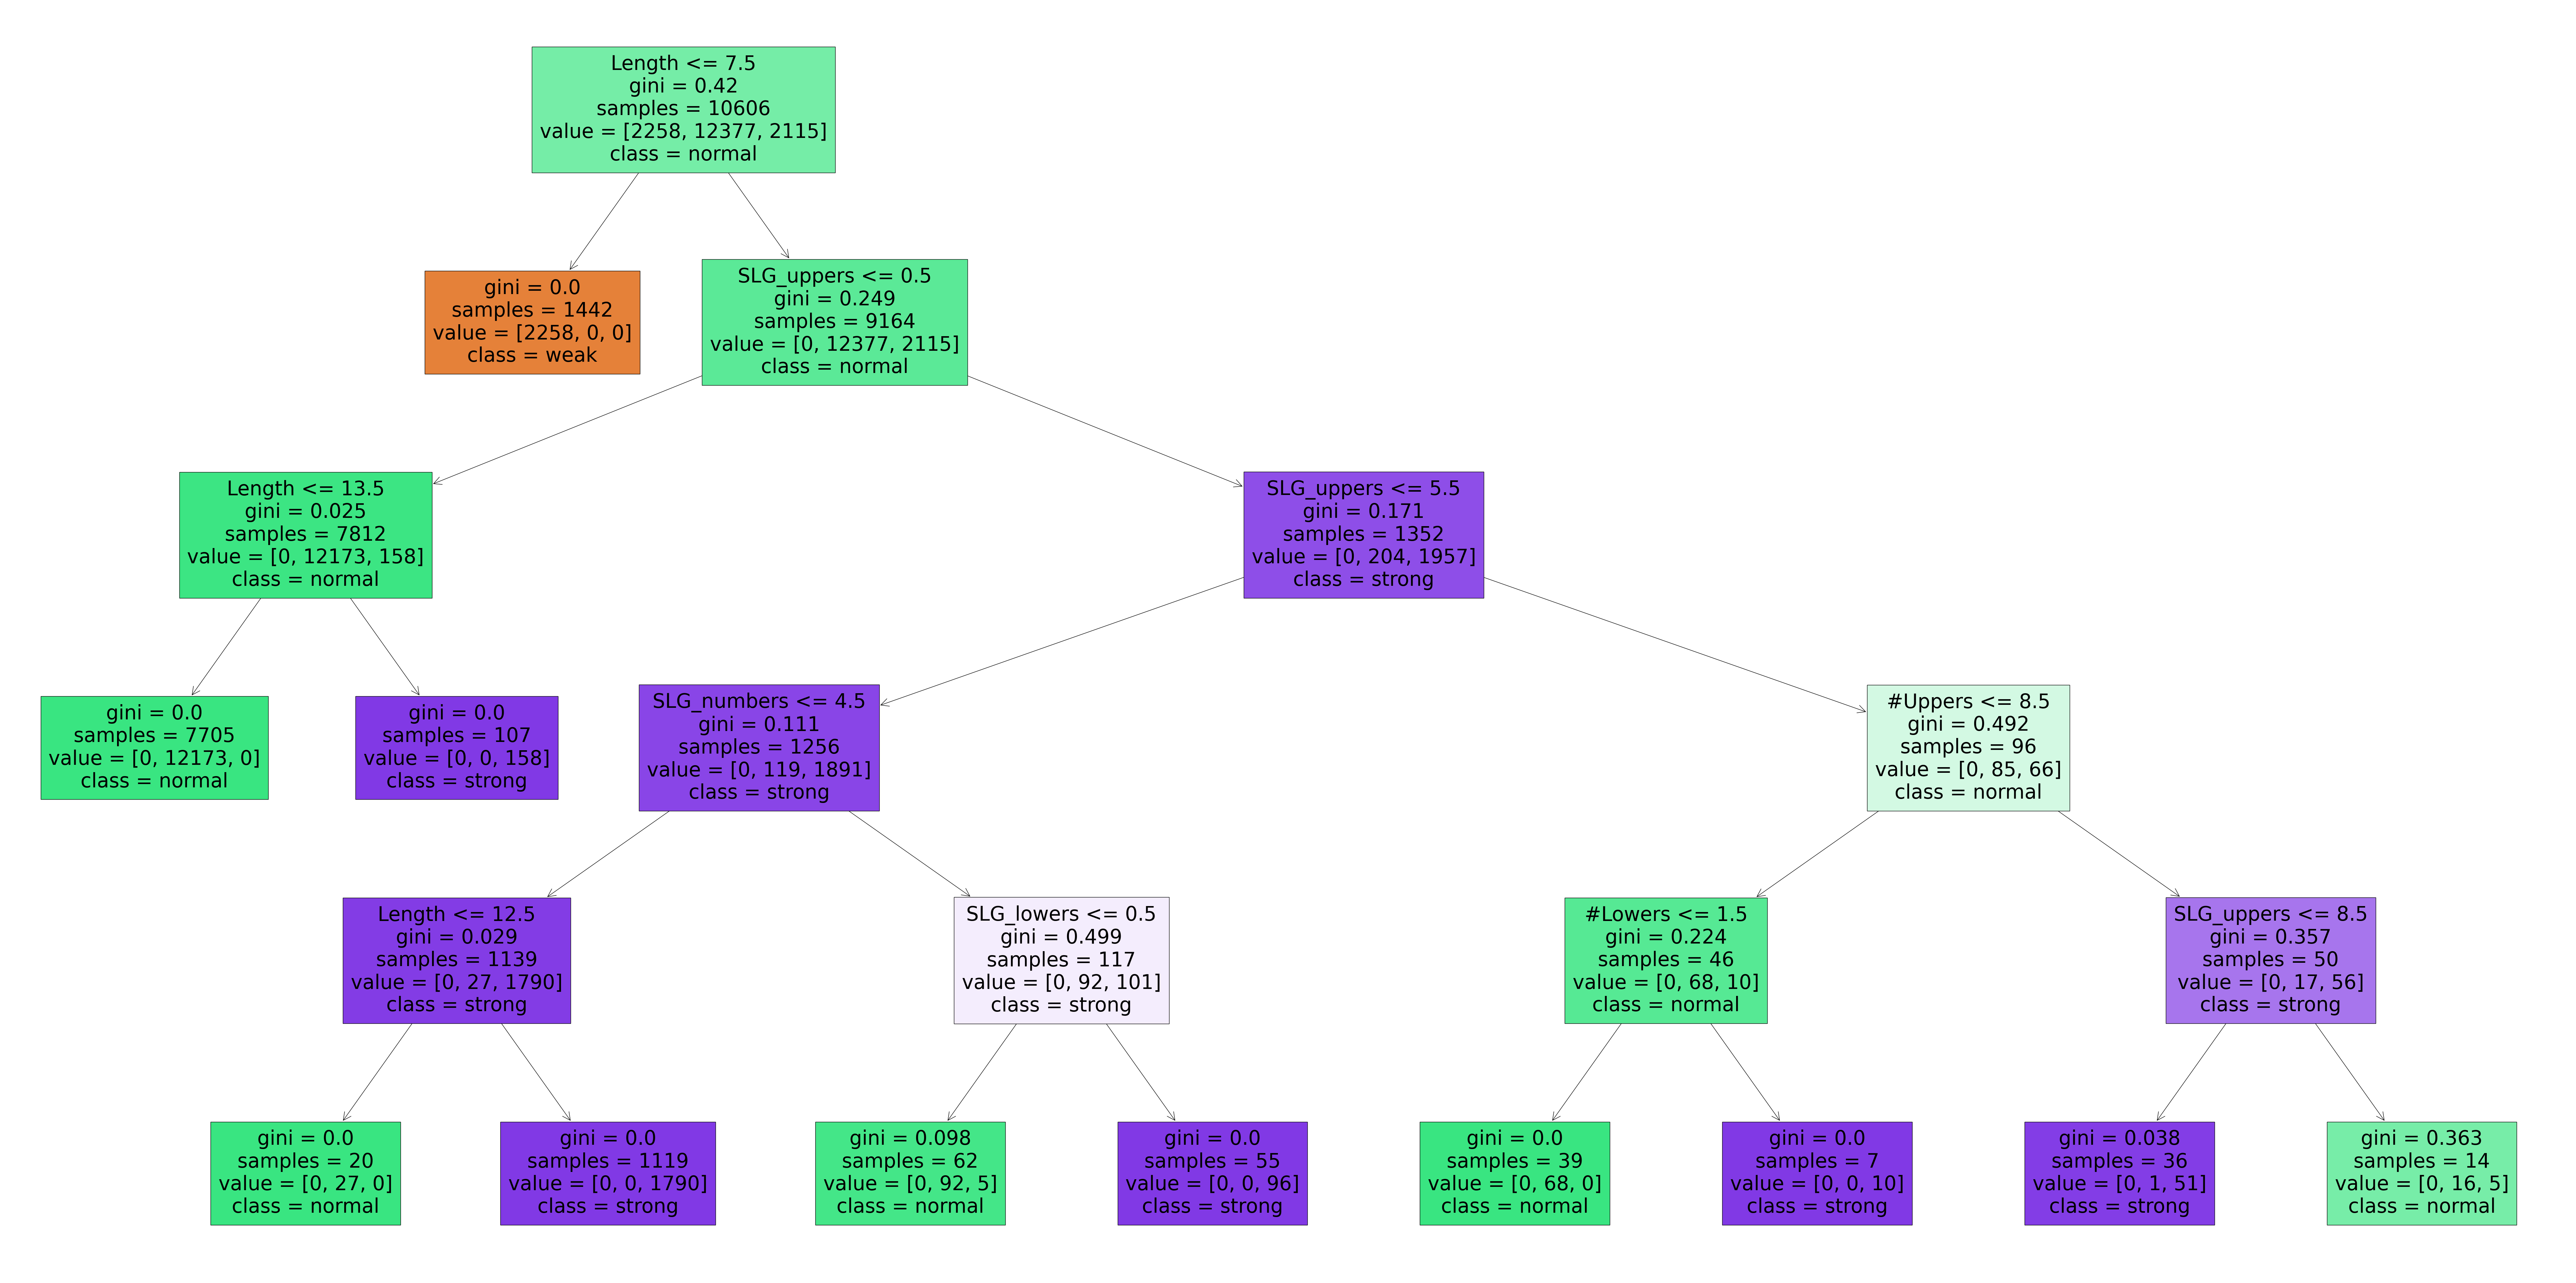 Length <= 7.5
gini = 0.42
samples = 10606
value = [2258, 12377, 2115]
class = normal
gini = 0.0
samples = 1442
value = [2258, 0, 0]
class = weak
SLG_uppers <= 0.5
gini = 0.249
samples = 9164
value = [0, 12377, 2115]
class = normal
Length <= 13.5
gini = 0.025
samples = 7812
value = [0, 12173, 158]
class = normal
SLG_uppers <= 5.5
gini = 0.171
samples = 1352
value = [0, 204, 1957]
class = strong
gini = 0.0
samples = 7705
value = [0, 12173, 0]
class = normal
gini = 0.0
samples = 107
value = [0, 0, 158]
class = strong
SLG_numbers <= 4.5
gini = 0.111
samples = 1256
value = [0, 119, 1891]
class = strong
#Uppers <= 8.5
gini = 0.492
samples = 96
value = [0, 85, 66]
class = normal
Length <= 12.5
gini = 0.029
samples = 1139
value = [0, 27, 1790]
class = strong
SLG_lowers <= 0.5
gini = 0.499
samples = 117
value = [0, 92, 101]
class = strong
#Lowers <= 1.5
gini = 0.224
samples = 46
value = [0, 68, 10]
class = normal
SLG_uppers <= 8.5
gini = 0.357
samples = 50
value = [0, 17, 56]
class = strong
gini = 0.0
samples = 20
value = [0, 27, 0]
class = normal
gini = 0.0
samples = 1119
value = [0, 0, 1790]
class = strong
gini = 0.098
samples = 62
value = [0, 92, 5]
class = normal
gini = 0.0
samples = 55
value = [0, 0, 96]
class = strong
gini = 0.0
samples = 39
value = [0, 68, 0]
class = normal
gini = 0.0
samples = 7
value = [0, 0, 10]
class = strong
gini = 0.038
samples = 36
value = [0, 1, 51]
class = strong
gini = 0.363
samples = 14
value = [0, 16, 5]
class = normal